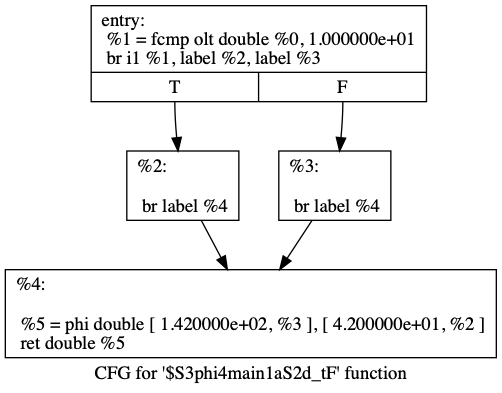 entry:
%1 = fcmp olt double %0, 1.000000e+01
br i1 %1, label %2, label %3
T F
%2: %3:
br label %4 br label %4
%4:
%5 = phi double [ 1.420000e+02, %3 ], [ 4.200000e+01, %2 ]
ret double %5
CFG for '$S3phi4main1aS2d_tF' function